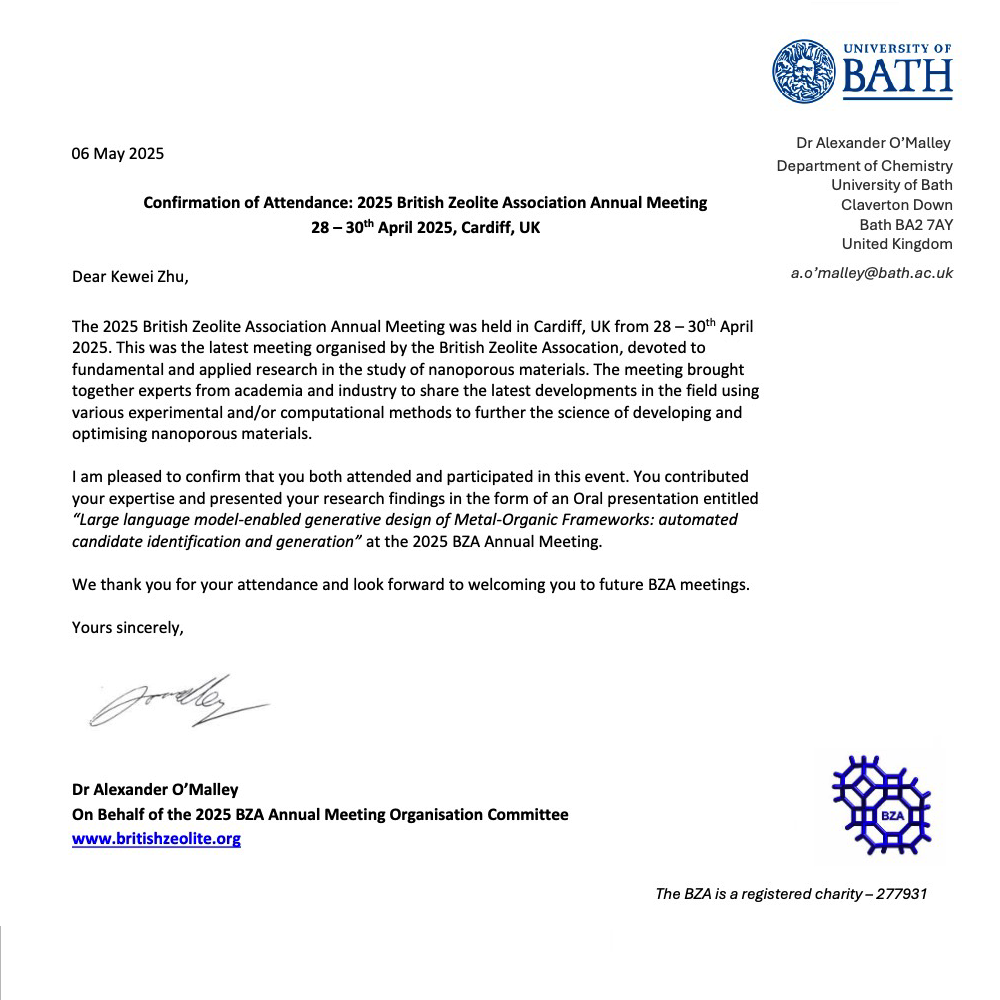 UNIVERSITY OF
BATH
Dr Alexander O'Malley
Department of Chemistry
University of Bath
Claverton Down
Bath BA2 7AY
United Kingdom
a.o'malley@bath.ac.uk
06 May 2025
Confirmation of Attendance: 2025 British Zeolite Association Annual Meeting
28 – 30th April 2025, Cardiff, UK
Dear Kewei Zhu,
The 2025 British Zeolite Association Annual Meeting was held in Cardiff, UK from 28 – 30th April
2025. This was the latest meeting organised by the British Zeolite Assocation, devoted to
fundamental and applied research in the study of nanoporous materials. The meeting brought
together experts from academia and industry to share the latest developments in the field using
various experimental and/or computational methods to further the science of developing and
optimising nanoporous materials.
I am pleased to confirm that you both attended and participated in this event. You contributed
your expertise and presented your research findings in the form of an Oral presentation entitled
“Large language model-enabled generative design of Metal-Organic Frameworks: automated
candidate identification and generation” at the 2025 BZA Annual Meeting.
We thank you for your attendance and look forward to welcoming you to future BZA meetings.
Yours sincerely,
Dr Alexander O’Malley
On Behalf of the 2025 BZA Annual Meeting Organisation Committee
www.britishzeolite.org
BZA
The BZA is a registered charity – 277931